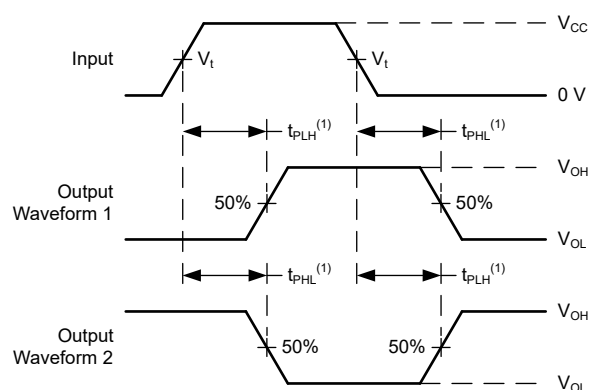 V_CC
Input
V_t
V_t
0 V
t_PLH^(1)
t_PHL^(1)
V_OH
Output
Waveform 1
50%
50%
V_OL
t_PHL^(1)
t_PLH^(1)
V_OH
Output
Waveform 2
50%
50%
V_OL